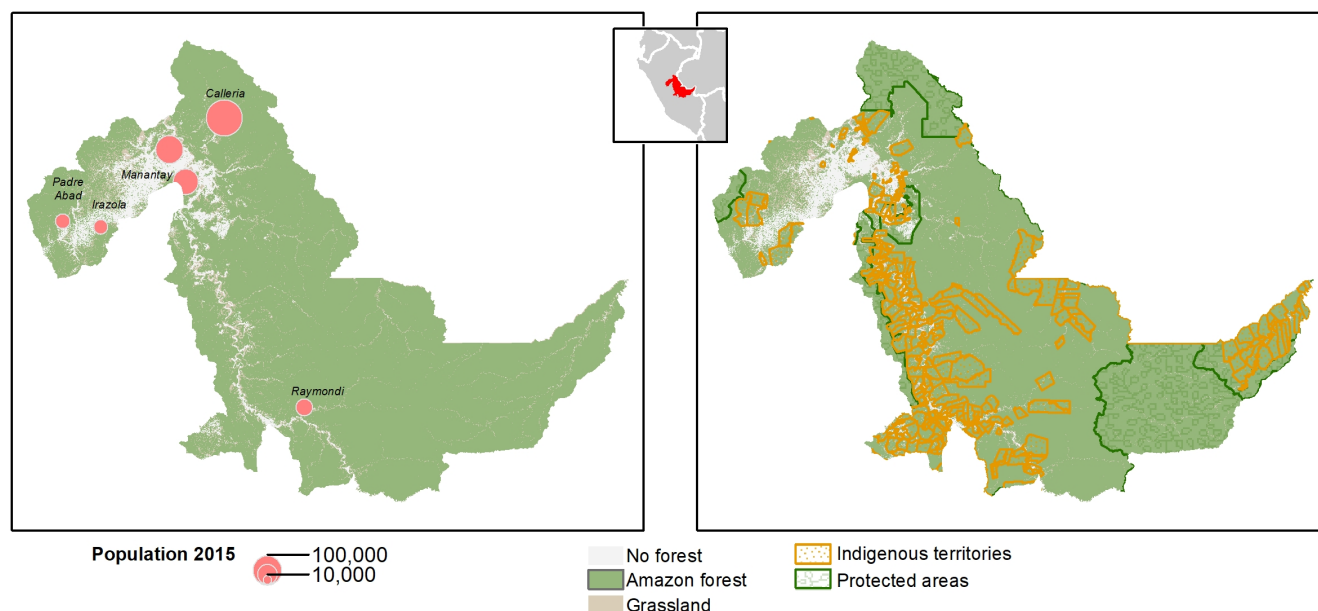 Calleria
Manantay
Padre
Abad
Irazola
Raymondi
Population 2015
100,000
10,000
No forest
Amazon forest
Grassland
Indigenous territories
Protected areas